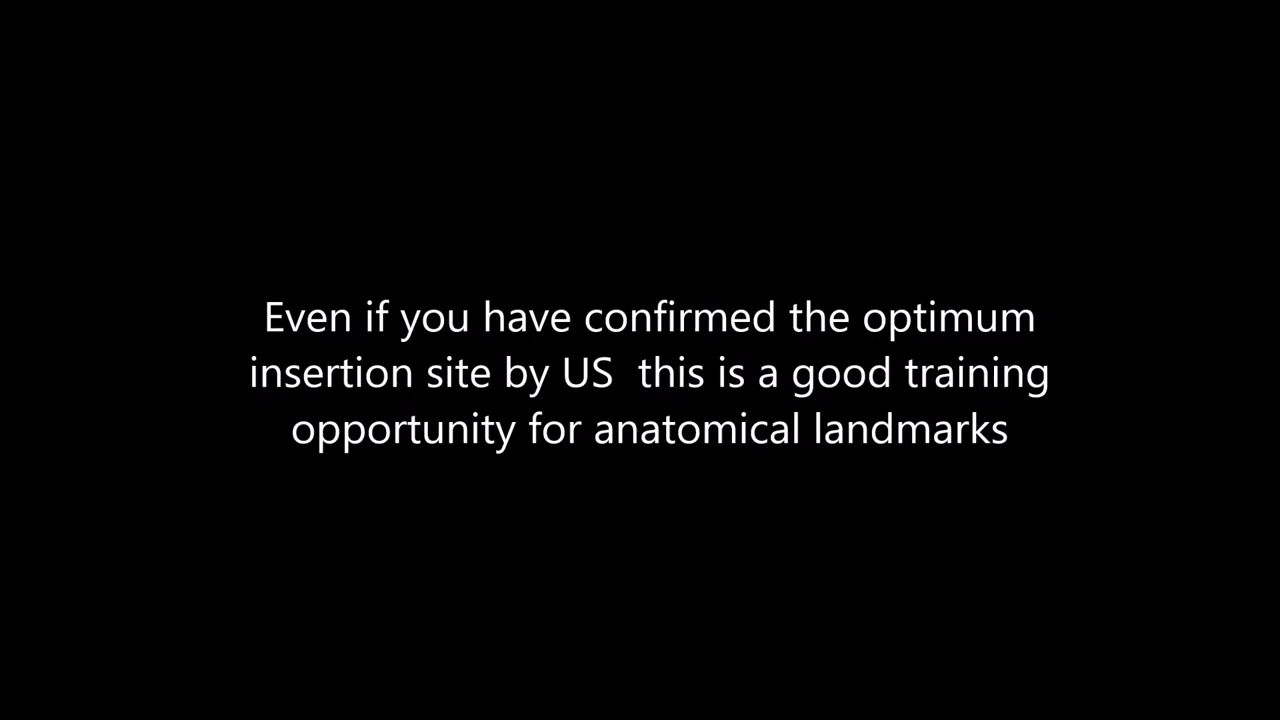 Even if you have confirmed the optimum
insertion site by US  this is a good training
opportunity for anatomical landmarks